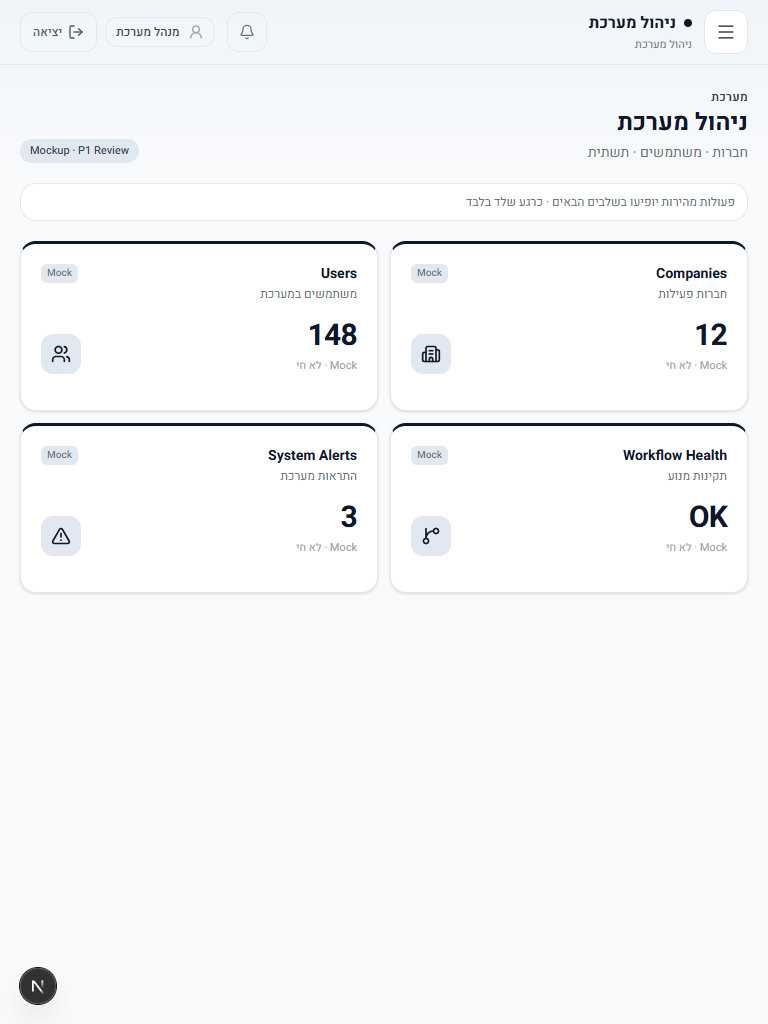 ניהול מערכת
ניהול מערכת
מנהל מערכת
יציאה
מערכת
ניהול מערכת
חברות · משתמשים · תשתית
Mockup · P1 Review
פעולות מהירות יופיעו בשלבים הבאים · כרגע שלד בלבד
Companies
Mock
חברות פעילות
12
Mock · לא חי
Users
Mock
משתמשים במערכת
148
Mock · לא חי
Workflow Health
Mock
תקינות מנוע
OK
Mock · לא חי
System Alerts
Mock
התראות מערכת
3
Mock · לא חי
N